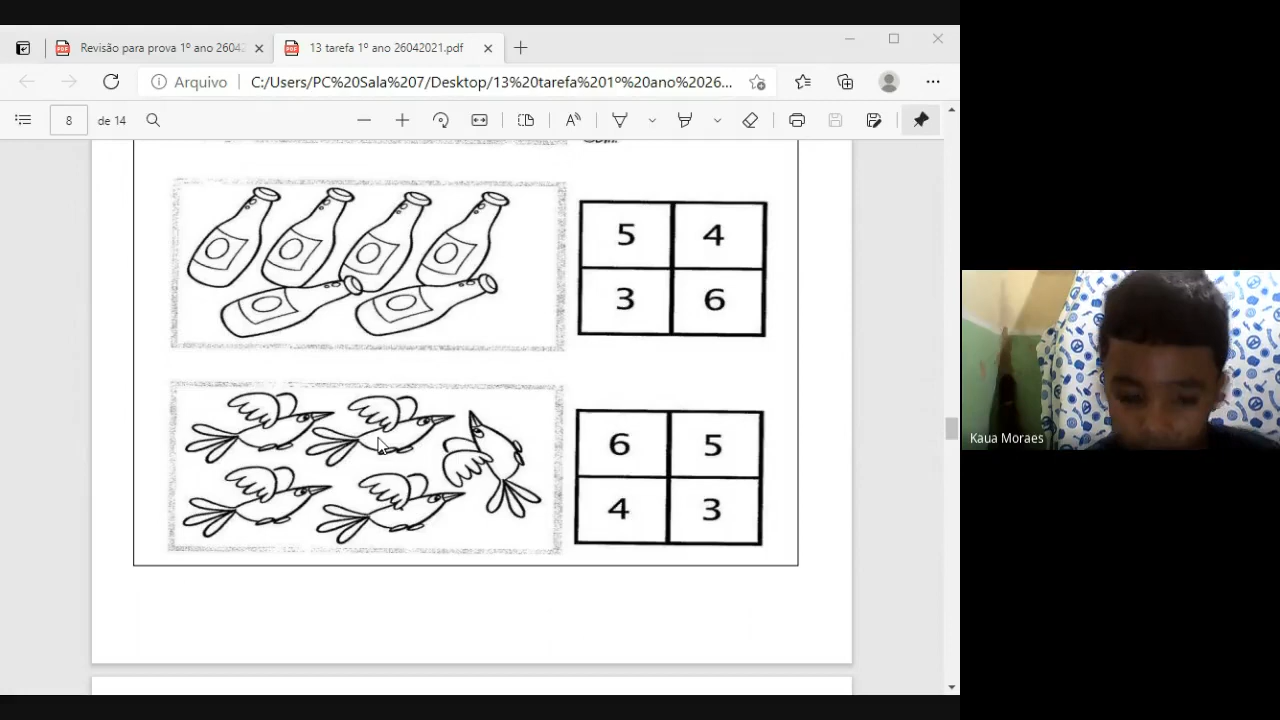 Revisão para prova 1º ano 2604
13 tarefa 1º ano 26042021.pdf
Arquivo
C:/Users/PC%20Sala%207/Desktop/13%20tarefa%201º%20ano%2026...
8
de 14
5 4
3 6
6 5
4 3
Kaua Moraes